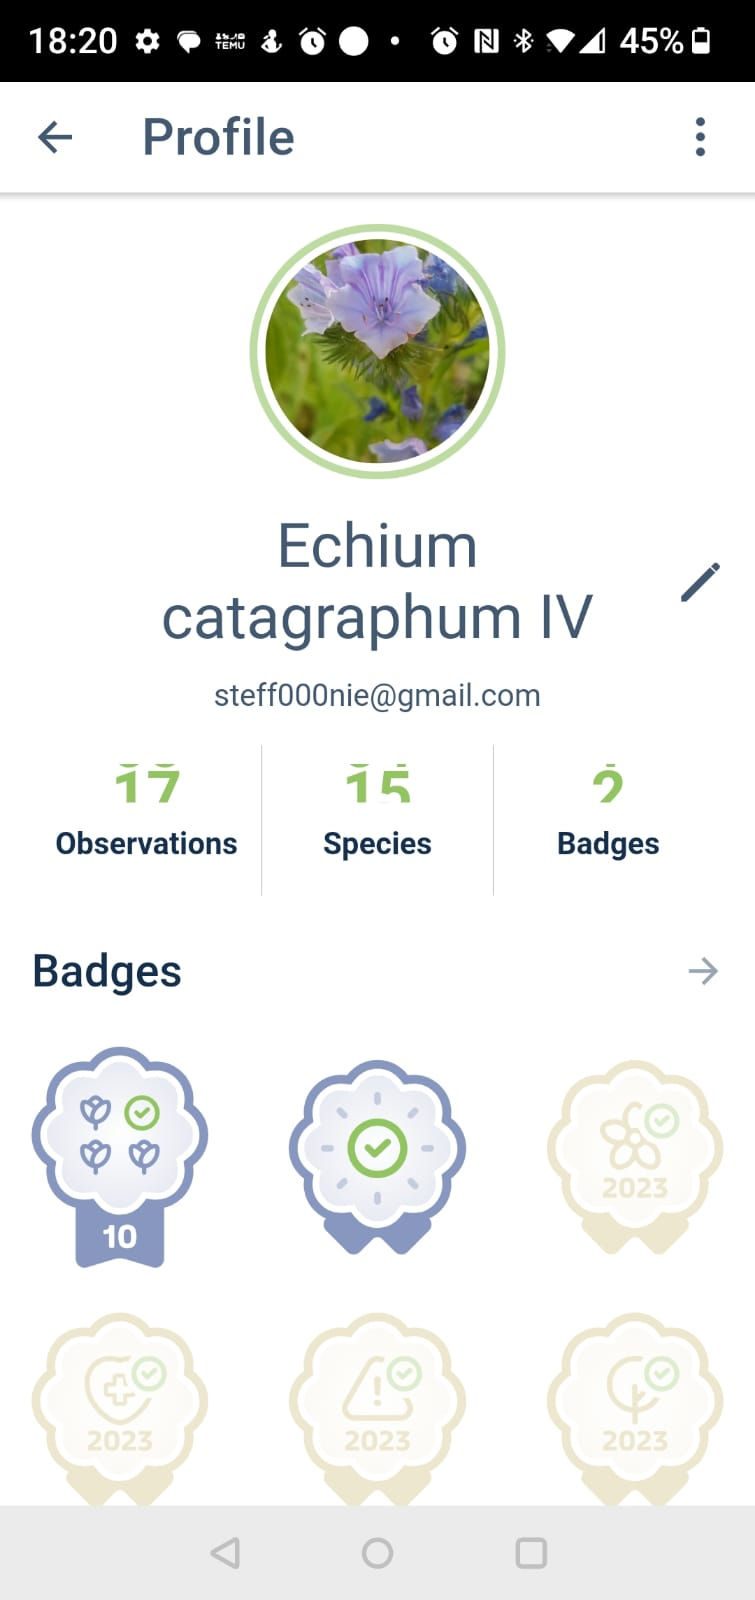 18:20 TEMU 45%
Profile
Echium
catagraphum IV
steff000nie@gmail.com
17 15 2
Observations Species Badges
Badges
10
2023
2023 2023 2023